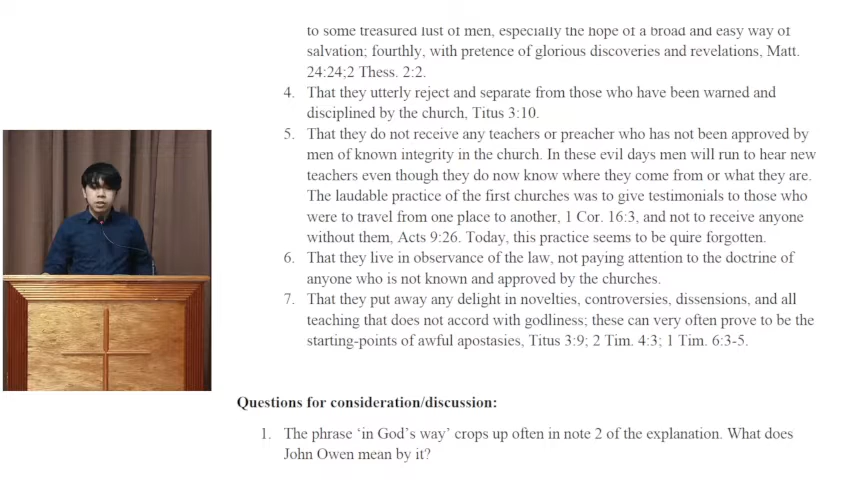 to some treasured lust of men, especially the hope of a broad and easy way of
salvation; fourthly, with pretence of glorious discoveries and revelations, Matt.
24:24;2 Thess. 2:2.
4. That they utterly reject and separate from those who have been warned and
disciplined by the church, Titus 3:10.
5. That they do not receive any teachers or preacher who has not been approved by
men of known integrity in the church. In these evil days men will run to hear new
teachers even though they do now know where they come from or what they are.
The laudable practice of the first churches was to give testimonials to those who
were to travel from one place to another, 1 Cor. 16:3, and not to receive anyone
without them, Acts 9:26. Today, this practice seems to be quire forgotten.
6. That they live in observance of the law, not paying attention to the doctrine of
anyone who is not known and approved by the churches.
7. That they put away any delight in novelties, controversies, dissensions, and all
teaching that does not accord with godliness; these can very often prove to be the
starting-points of awful apostasies, Titus 3:9; 2 Tim. 4:3; 1 Tim. 6:3-5.
Questions for consideration/discussion:
1. The phrase ‘in God’s way’ crops up often in note 2 of the explanation. What does
John Owen mean by it?